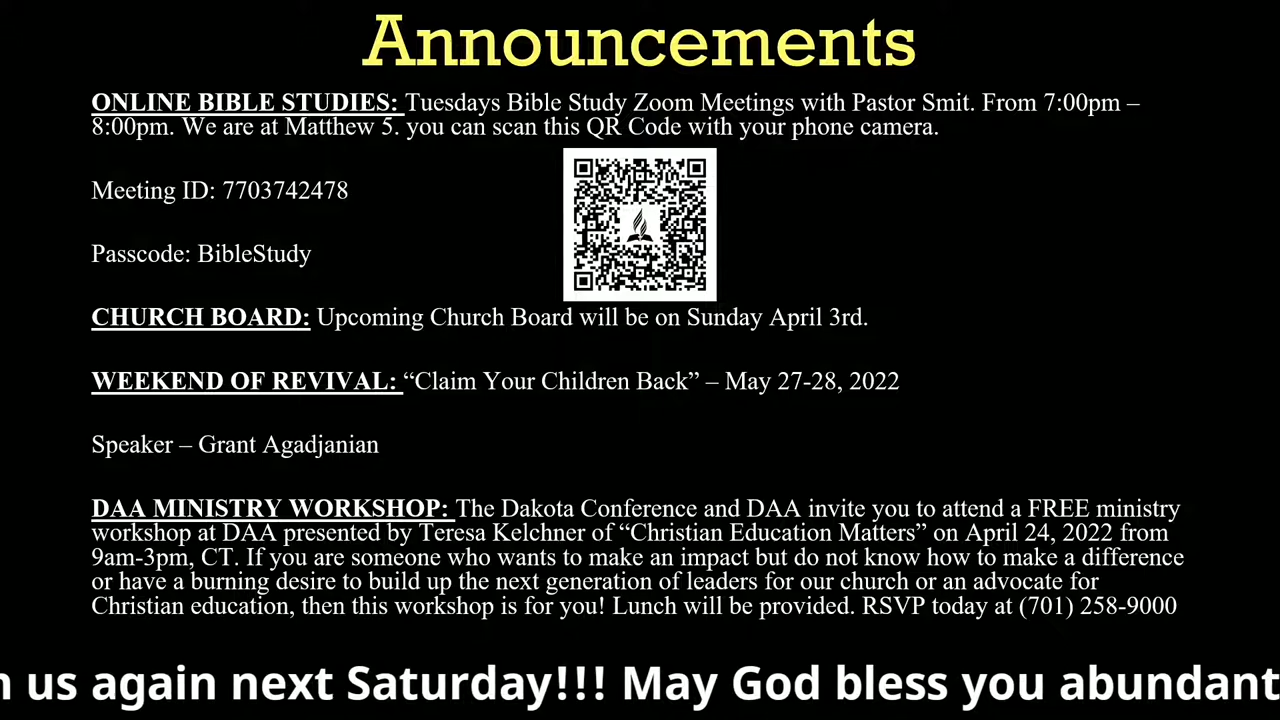 Announcements
ONLINE BIBLE STUDIES: Tuesdays Bible Study Zoom Meetings with Pastor Smit. From 7:00pm –
8:00pm. We are at Matthew 5. you can scan this QR Code with your phone camera.
Meeting ID: 7703742478
Passcode: BibleStudy
CHURCH BOARD: Upcoming Church Board will be on Sunday April 3rd.
WEEKEND OF REVIVAL: “Claim Your Children Back” – May 27-28, 2022
Speaker – Grant Agadjanian
DAA MINISTRY WORKSHOP: The Dakota Conference and DAA invite you to attend a FREE ministry
workshop at DAA presented by Teresa Kelchner of “Christian Education Matters” on April 24, 2022 from
9am-3pm, CT. If you are someone who wants to make an impact but do not know how to make a difference
or have a burning desire to build up the next generation of leaders for our church or an advocate for
Christian education, then this workshop is for you! Lunch will be provided. RSVP today at (701) 258-9000
n us again next Saturday!!! May God bless you abundant